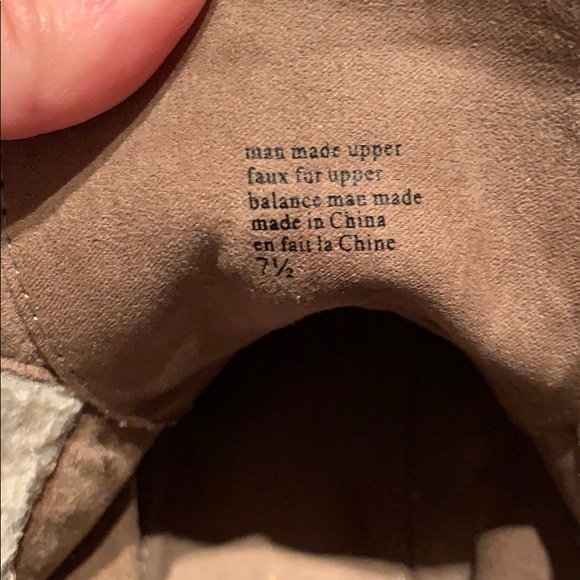 man made upper
faux fur upper
balance man made
made in China
en fait la Chine
7½